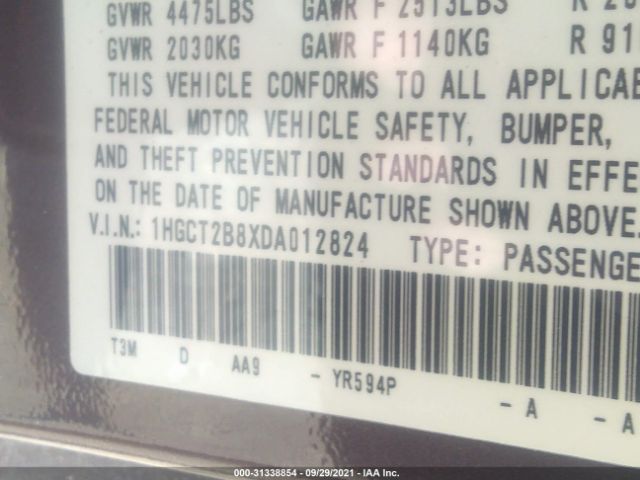 GVWR 4475LBS GAWR F 2513LBS R
GVWR 2030KG GAWR F 1140KG R
THIS VEHICLE CONFORMS TO ALL
FEDERAL MOTOR VEHICLE SAFETY, BUMPER,
AND THEFT PREVENTION STANDARDS IN
ON THE DATE OF MANUFACTURE SHOWN ABOVE.
V.I.N.: 1HGCT2B8XDA012824 TYPE:
T3M D AA9 - YR594P - A - A
000-31338854 / 09/29/2021 - IAA Inc.